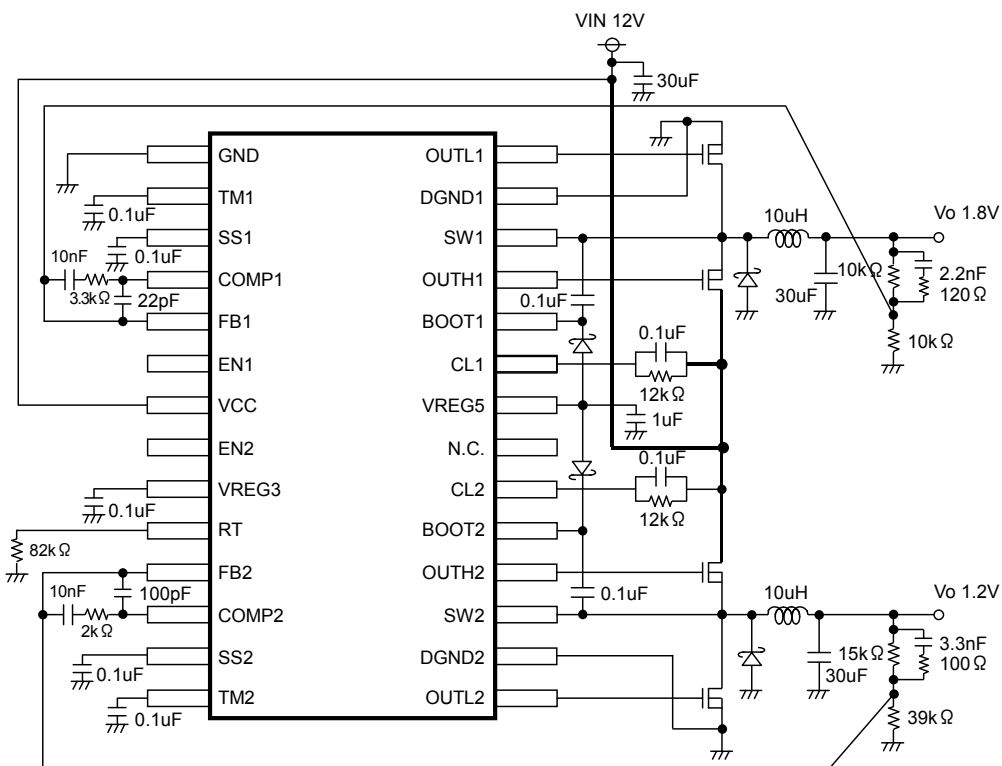 VIN 12V
30uF
GND
OUTL1
TM1
DGND1
0.1uF
SS1
SW1
10uH
Vo 1.8V
0.1uF
10nF
3.3kΩ
COMP1
OUTH1
22pF
0.1uF
30uF
10kΩ
2.2nF
120Ω
FB1
BOOT1
10kΩ
EN1
CL1
0.1uF
12kΩ
VCC
VREG5
1uF
EN2
N.C.
VREG3
CL2
0.1uF
12kΩ
0.1uF
RT
BOOT2
82kΩ
FB2
OUTH2
10nF
100pF
2kΩ
COMP2
SW2
0.1uF
10uH
Vo 1.2V
SS2
DGND2
0.1uF
30uF
15kΩ
3.3nF
100Ω
TM2
OUTL2
0.1uF
39kΩ